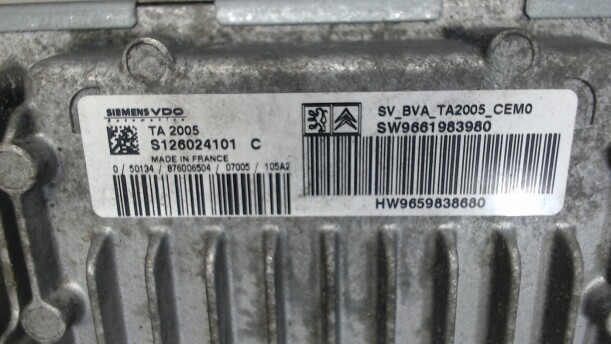 SIEMENS VDO
Automotive
TA 2005
S126024101 C
MADE IN FRANCE
0 / 50134 / 876006504 / 07005 / 105A2
SV_BVA_TA2005_CEM0
SW9661983980
HW9659838680